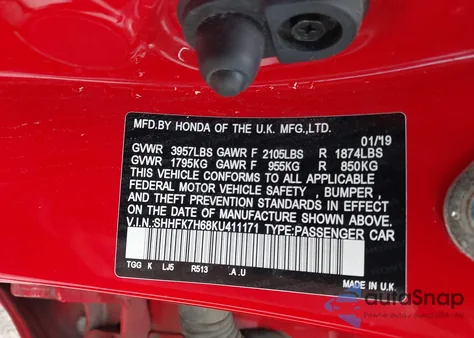 MFD.BY HONDA OF THE U.K. MFG.,LTD.
01/19
GVWR 3957LBS GAWR F 2105LBS R 1874LBS
GVWR 1795KG GAWR F 955KG R 850KG
THIS VEHICLE CONFORMS TO ALL APPLICABLE
FEDERAL MOTOR VEHICLE SAFETY , BUMPER ,
AND THEFT PREVENTION STANDARDS IN EFFECT
ON THE DATE OF MANUFACTURE SHOWN ABOVE.
V.I.N.:SHHFK7H68KU411171 TYPE:PASSENGER CAR
TGG K LJ5 R513 .A.U
MADE IN U.K.
autoSnap